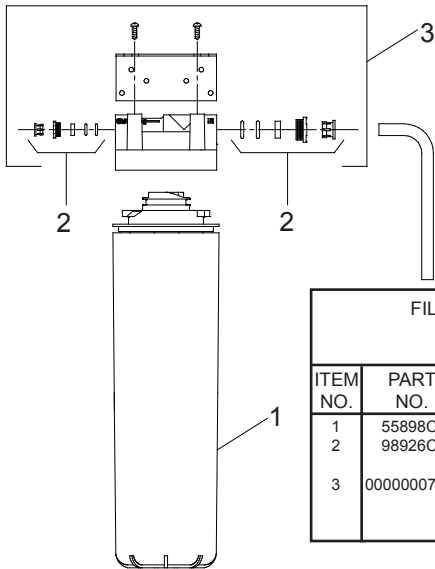 3
2
2
1
FIL
ITEM
NO.
PART
NO.
1 55898C
2 98926C
3 00000007